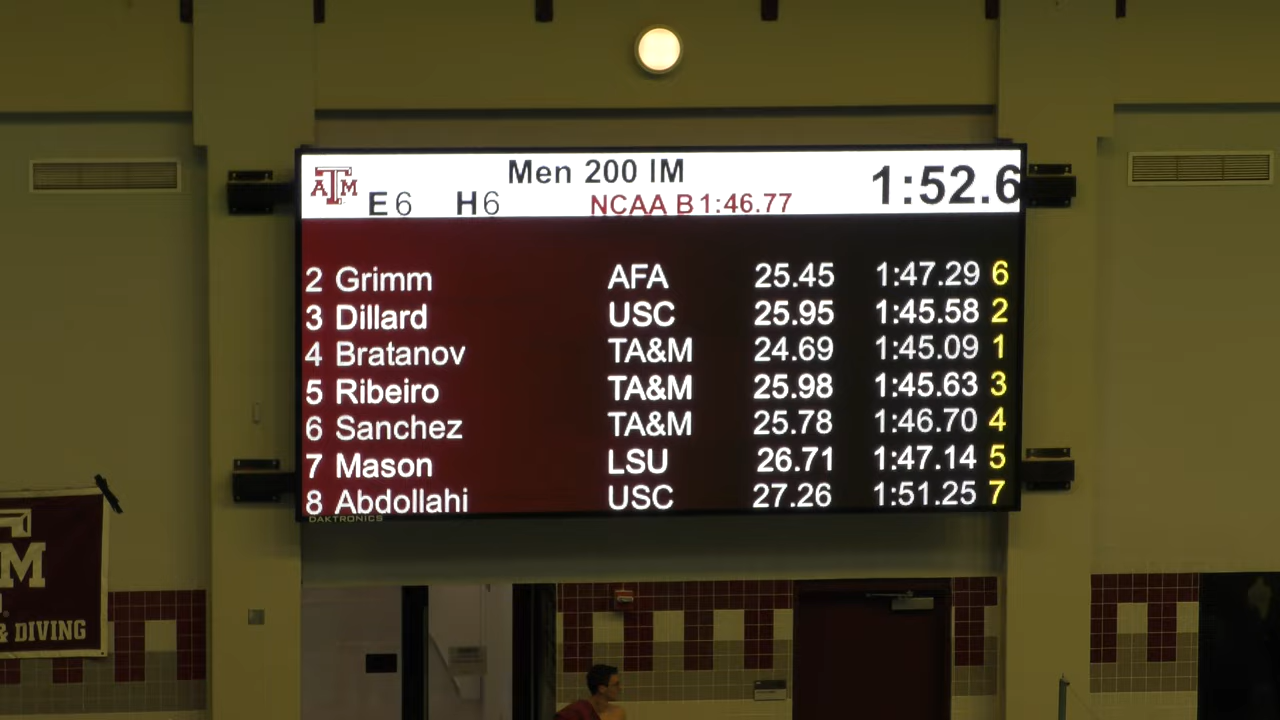 Men 200 IM 1:52.6
ATM E 6 H 6 NCAA B 1:46.77
2 Grimm AFA 25.45 1:47.29 6
3 Dillard USC 25.95 1:45.58 2
4 Bratanov TA&M 24.69 1:45.09 1
5 Ribeiro TA&M 25.98 1:45.63 3
6 Sanchez TA&M 25.78 1:46.70 4
7 Mason LSU 26.71 1:47.14 5
8 Abdollahi USC 27.26 1:51.25 7
DAKTRONICS
M
& DIVING